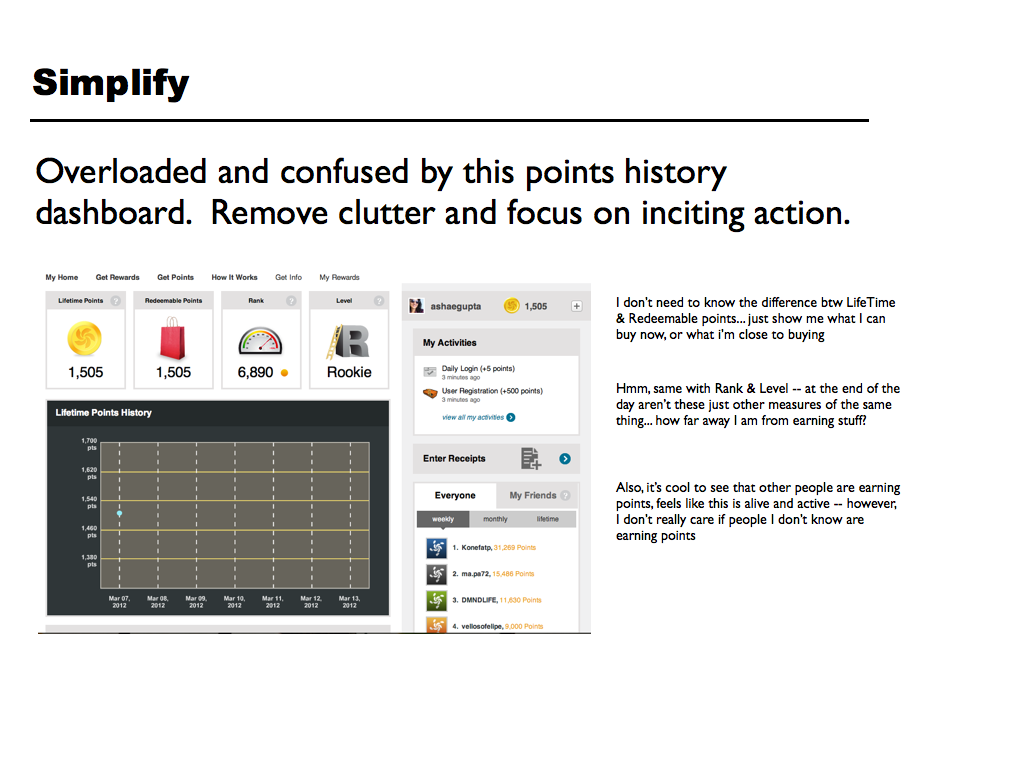 Simplify
Overloaded and confused by this points history
dashboard.  Remove clutter and focus on inciting action.
My Home Get Rewards Get Points How It Works Get Info My Rewards
Lifetime Points ? Redeemable Points Rank ? Level ?
R
1,505 1,505 6,890 Rookie
Lifetime Points History
1,700
pts
1,620
pts
1,540
pts
1,460
pts
1,380
pts
Mar 07, Mar 08, Mar 09, Mar 10, Mar 11, Mar 12, Mar 13,
2012 2012 2012 2012 2012 2012 2012
ashaegupta 1,505 +
My Activities
Daily Login (+5 points)
3 minutes ago
User Registration (+500 points)
3 minutes ago
view all my activities
Enter Receipts
Everyone My Friends ?
weekly monthly lifetime
1. Konefatp, 31,269 Points
2. ma.pa72, 15,486 Points
3. DMNDLIFE, 11,630 Points
4. vellosofelipe, 9,000 Points
I don't need to know the difference btw LifeTime
& Redeemable points... just show me what I can
buy now, or what i'm close to buying
Hmm, same with Rank & Level -- at the end of the
day aren't these just other measures of the same
thing... how far away I am from earning stuff?
Also, it's cool to see that other people are earning
points, feels like this is alive and active -- however,
I don't really care if people I don't know are
earning points